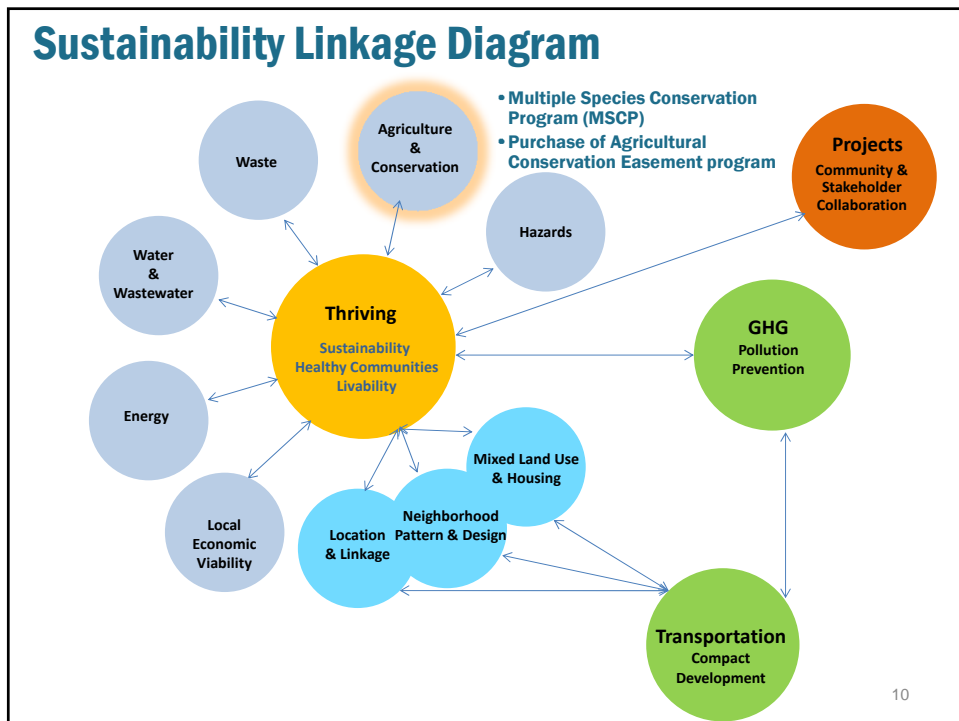 Sustainability Linkage Diagram
• Multiple Species Conservation
Program (MSCP)
• Purchase of Agricultural
Conservation Easement program
Agriculture
&
Conservation
Waste
Projects
Community &
Stakeholder
Collaboration
Hazards
Water
&
Wastewater
Thriving
Sustainability
Healthy Communities
Livability
GHG
Pollution
Prevention
Energy
Mixed Land Use
& Housing
Neighborhood
Pattern & Design
Location
& Linkage
Local
Economic
Viability
Transportation
Compact
Development
10